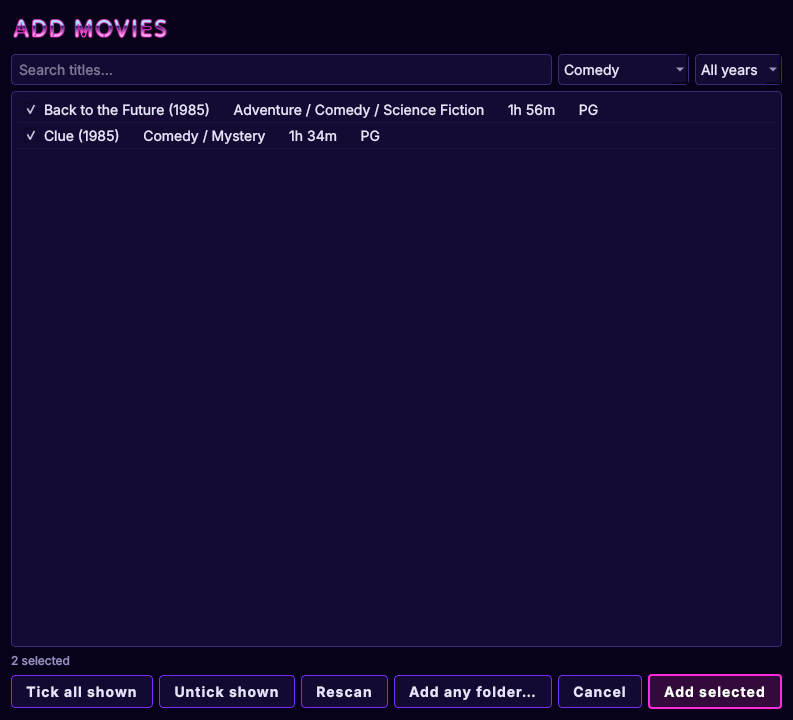 ADD MOVIES
Search titles... Comedy All years
✓ Back to the Future (1985) Adventure / Comedy / Science Fiction 1h 56m PG
✓ Clue (1985) Comedy / Mystery 1h 34m PG
2 selected
Tick all shown Untick shown Rescan Add any folder... Cancel Add selected